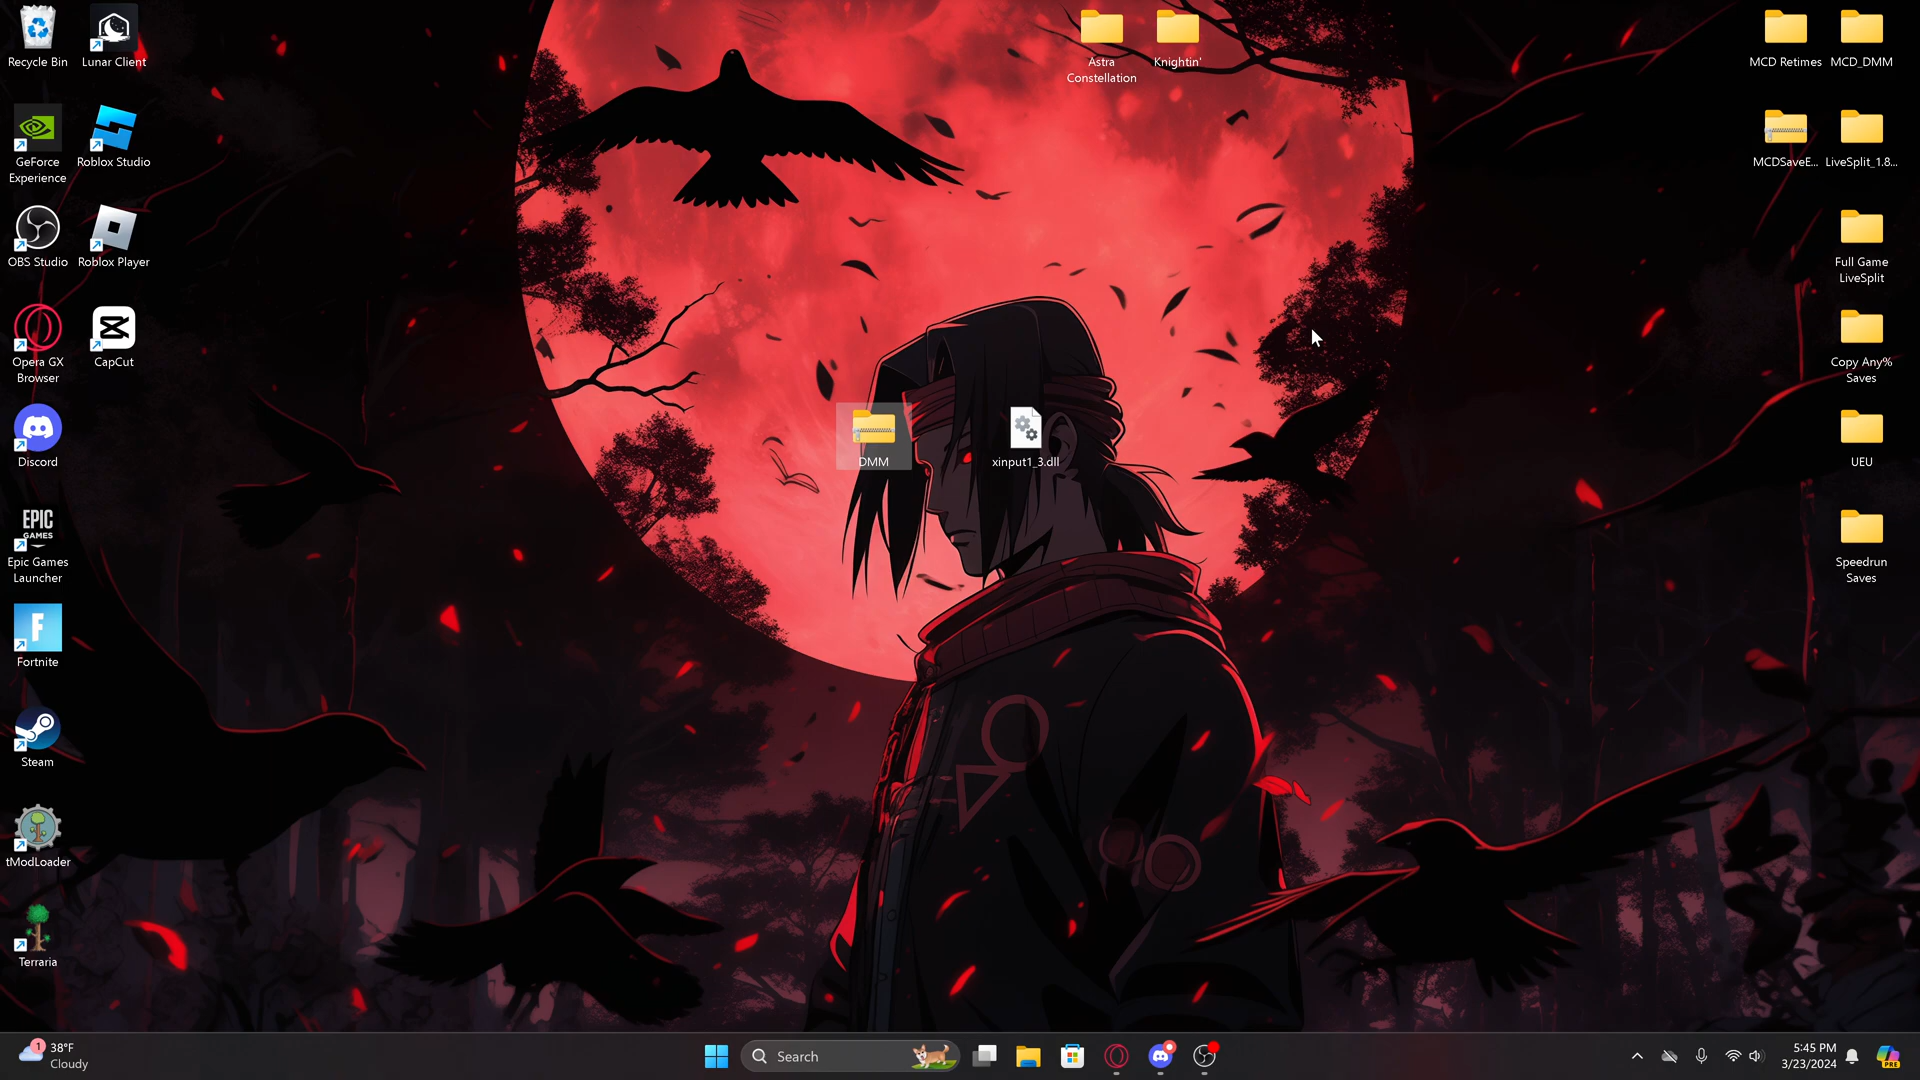 Recycle Bin
Lunar Client
GeForce
Experience
Roblox Studio
OBS Studio
Roblox Player
Opera GX
Browser
CapCut
Discord
EPIC
GAMES
Epic Games
Launcher
F
Fortnite
Steam
tModLoader
Terraria
Astra
Constellation
Knightin'
DMM
xinput1_3.dll
MCD Retimes
MCD_DMM
MCDSaveE...
LiveSplit_1.8...
Full Game
LiveSplit
Copy Any%
Saves
UEU
Speedrun
Saves
1
38°F
Cloudy
Search
5:45 PM
3/23/2024
PRE